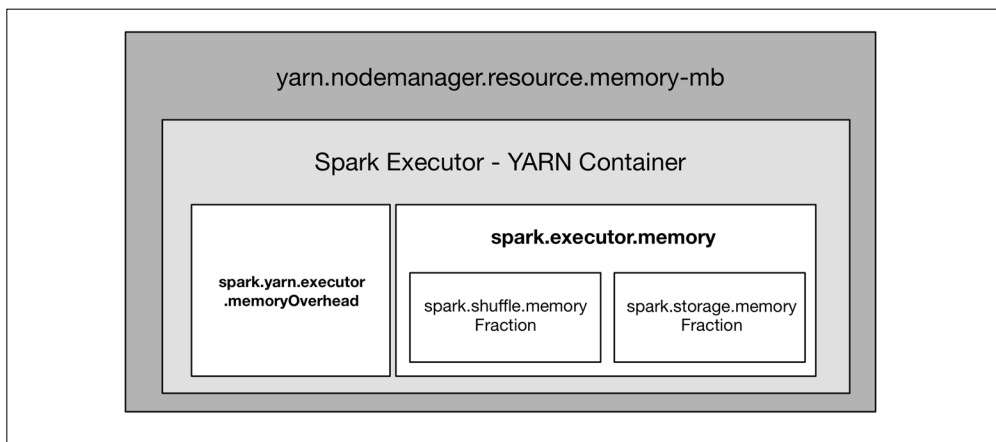 yarn.nodemanager.resource.memory-mb
Spark Executor - YARN Container
spark.yarn.executor
.memoryOverhead
spark.executor.memory
spark.shuffle.memory
Fraction
spark.storage.memory
Fraction